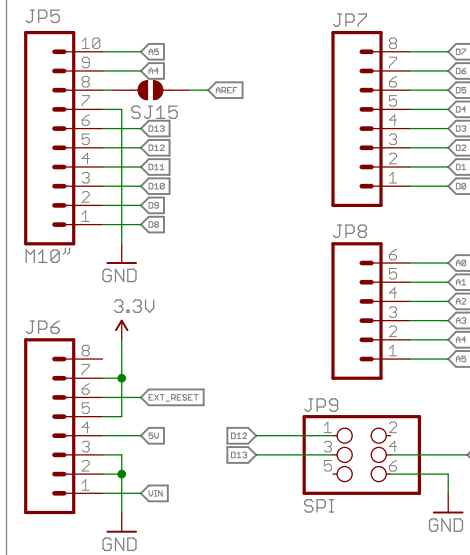 JP5
10 A5
9 A4
8 AREF
SJ15
7
6 D13
5 D12
4 D11
3 D10
2 D9
1 D8
M10"
GND
JP7
8 D7
7 D6
6 D5
5 D4
4 D3
3 D2
2 D1
1 D0
JP8
6 A0
5 A1
4 A2
3 A3
2 A4
1 A5
3.3V
JP6
8
7
6 EXT_RESET
5
4 5V
3
2
1 VIN
GND
JP9
D12 1 2
D13 3 4
5 6
SPI
GND